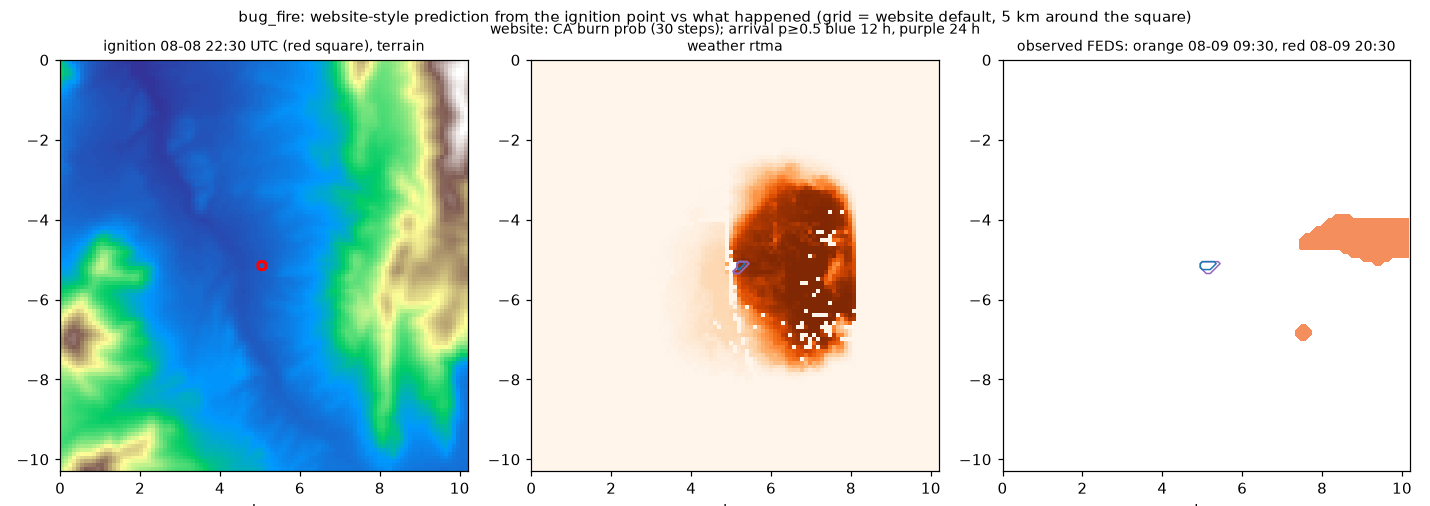 bug_fire: website-style prediction from the ignition point vs what happened (grid = website default, 5 km around the square)
website: CA burn prob (30 steps); arrival p≥0.5 blue 12 h, purple 24 h
ignition 08-08 22:30 UTC (red square), terrain
weather rtma
observed FEDS: orange 08-09 09:30, red 08-09 20:30
0
−2
−4
−6
−8
−10
0 2 4 6 8 10
0
−2
−4
−6
−8
−10
0 2 4 6 8 10
0
−2
−4
−6
−8
−10
0 2 4 6 8 10